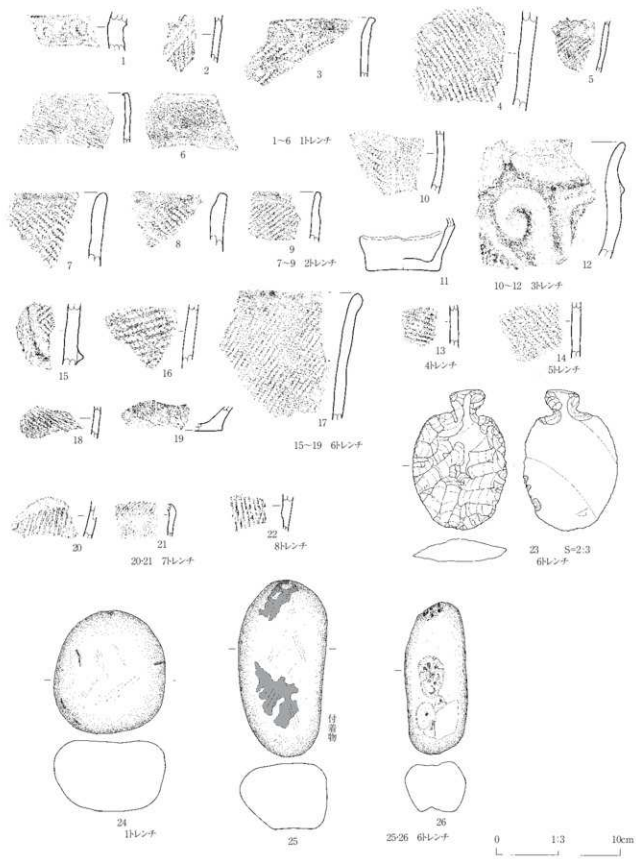 1
2
3
4
5
6
1~6 1トレンチ
7
8
9
7~9 2トレンチ
10
11
12
10~12 3トレンチ
13
4トレンチ
14
5トレンチ
15
16
17
18
19
15~19 6トレンチ
20
21
20·21 7トレンチ
22
8トレンチ
23 S=2:3
6トレンチ
24
1トレンチ
付着物
25
26
25·26 6トレンチ
0 1:3 10cm